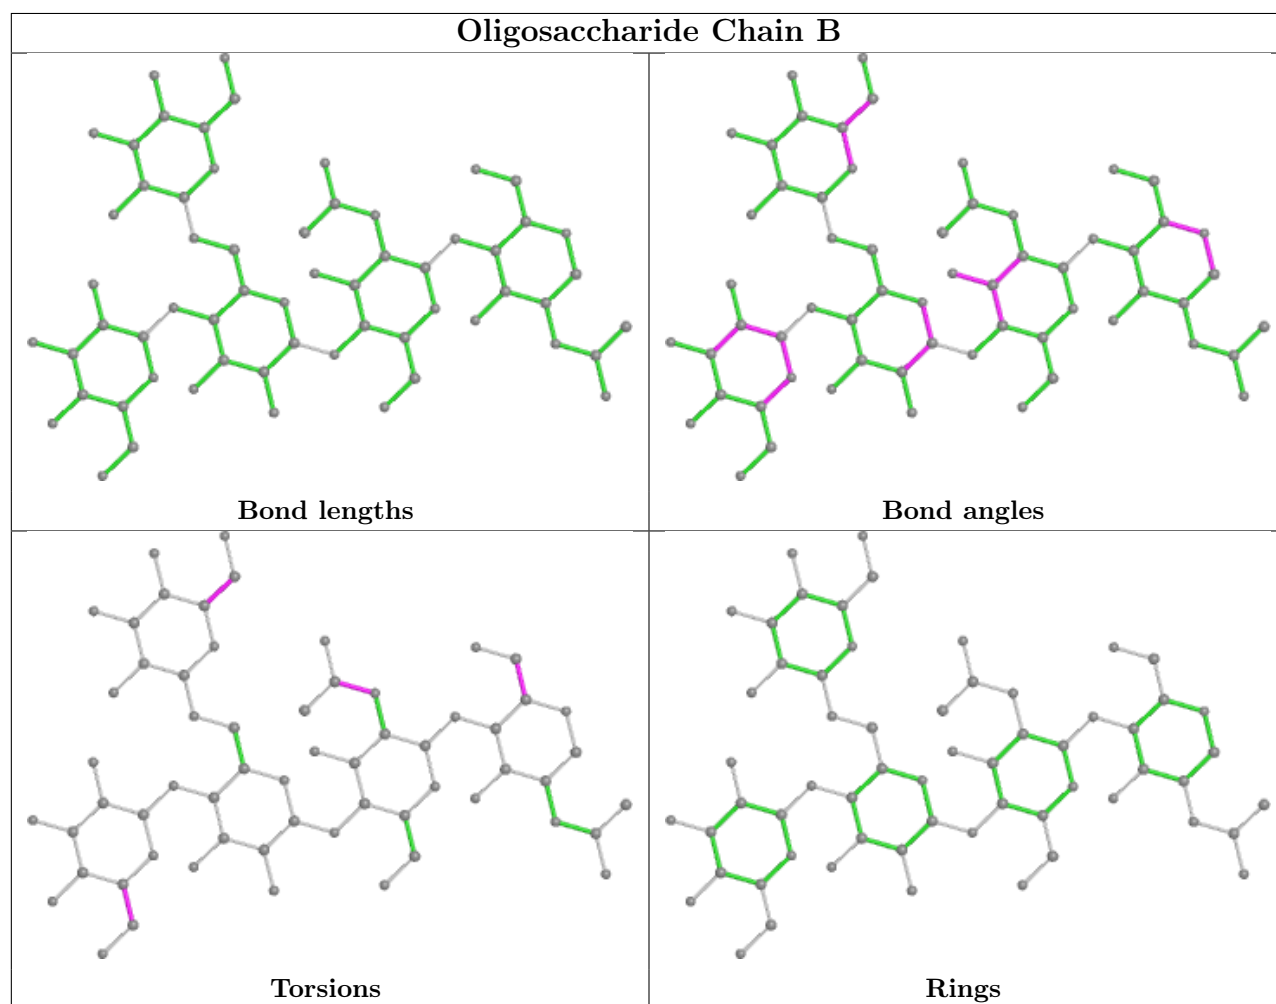 Oligosaccharide Chain B
Bond lengths
Bond angles
Torsions
Rings